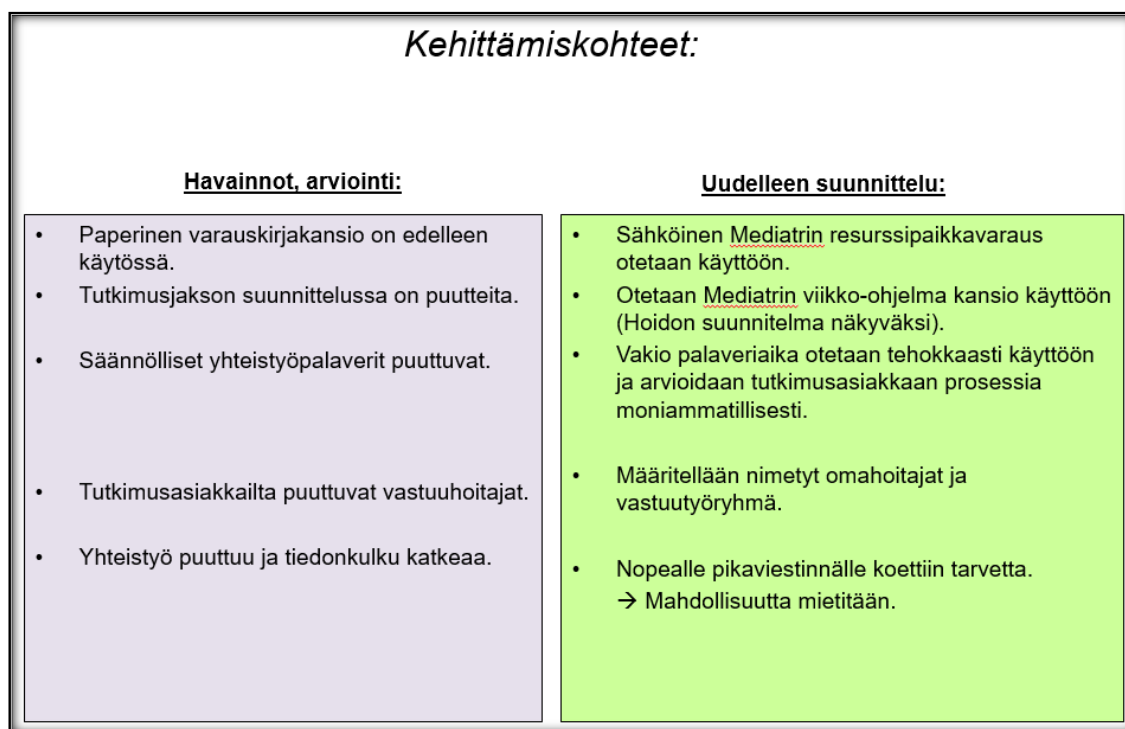 Kehittämiskohteet:
Havainnot, arviointi:
• Paperinen varauskirjakansio on edelleen
käytössä.
• Tutkimusjakson suunnittelussa on puutteita.
• Säännölliset yhteistyöpalaverit puuttuvat.
• Tutkimusasiakkailta puuttuvat vastuuhoitajat.
• Yhteistyö puuttuu ja tiedonkulku katkeaa.
Uudelleen suunnittelu:
• Sähköinen Mediatrin resurssipaikkavaraus
otetaan käyttöön.
• Otetaan Mediatrin viikko-ohjelma kansio käyttöön
(Hoidon suunnitelma näkyväksi).
• Vakio palaveriaika otetaan tehokkaasti käyttöön
ja arvioidaan tutkimusasiakkaan prosessia
moniammatillisesti.
• Määritellään nimetyt omahoitajat ja
vastuutyöryhmä.
• Nopealle pikaviestinnälle koettiin tarvetta.
→ Mahdollisuutta mietitään.